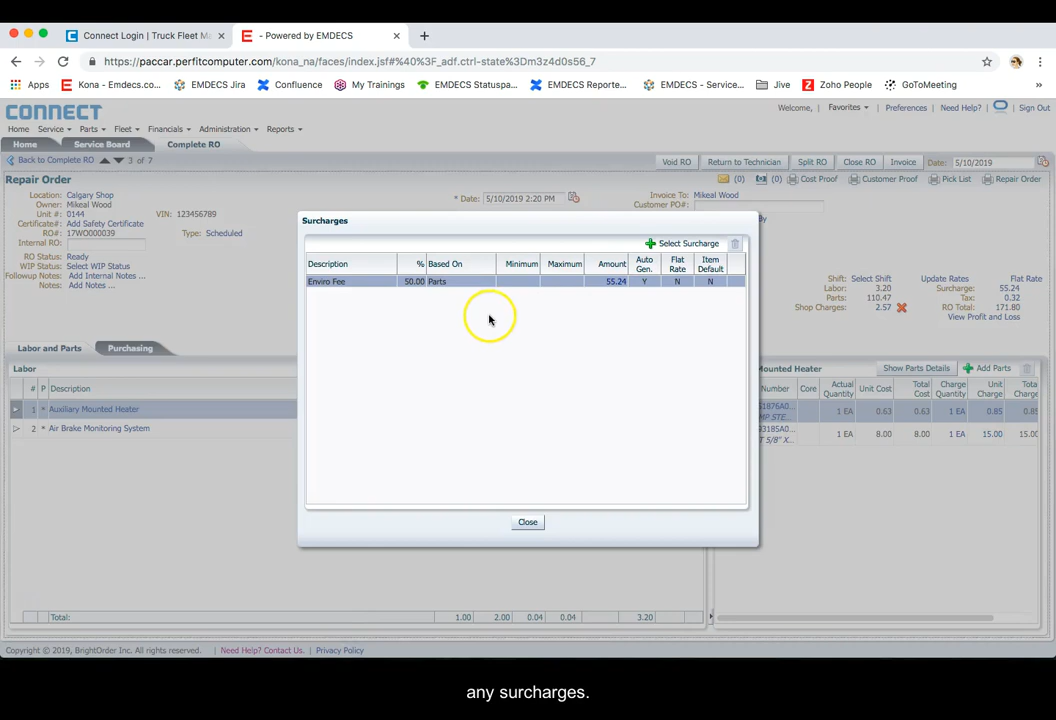 Connect Login | Truck Fleet Ma
- Powered by EMDECS
https://paccar.perfitcomputer.com/kona_na/faces/index.jsf#%40%3F_adf.ctrl-state%3Dm3z4d0s56_7
Apps Kona - Emdecs.co... EMDECS Jira Confluence My Trainings EMDECS Statuspa... EMDECS Reporte... EMDECS - Service... Jive Zoho People GoToMeeting »
CONNECT
Welcome, Favorites Preferences Need Help? Sign Out
Home Service Parts Fleet Financials Administration Reports
Home Service Board Complete RO
Back to Complete RO 3 of 7
Void RO Return to Technician Split RO Close RO Invoice Date: 5/10/2019
Repair Order
(0) (0) Cost Proof Customer Proof Pick List Repair Order
Location: Calgary Shop
Owner: Mikeal Wood
Unit #: 0144 VIN: 123456789
Certificate#: Add Safety Certificate
RO#: 17WO000039 Type: Scheduled
Internal RO:
RO Status: Ready
WIP Status: Select WIP Status
Followup Notes: Add Internal Notes ...
Notes: Add Notes ...
* Date: 5/10/2019 2:20 PM
Invoice To: Mikeal Wood
Customer PO#:
By
Shift: Select Shift Update Rates Flat Rate
Labor: 3.20 Surcharge: 55.24
Parts: 110.47 Tax: 0.32
Shop Charges: 2.57 RO Total: 171.80
View Profit and Loss
Surcharges
Select Surcharge
Description % Based On Minimum Maximum Amount Auto Gen. Flat Rate Item Default
Enviro Fee 50.00 Parts 55.24 Y N N
Close
Labor and Parts Purchasing
Labor
# P Description
1 * Auxiliary Mounted Heater
2 * Air Brake Monitoring System
Total: 1.00 2.00 0.04 0.04 3.20
Mounted Heater Show Parts Details Add Parts
Number Core Actual Quantity Unit Cost Total Cost Charge Quantity Unit Charge Total Charge
51876A0... 1 EA 0.63 0.63 1 EA 0.85 0.85
MP STE...
93185A0... 1 EA 8.00 8.00 1 EA 15.00 15.00
T 5/8" X...
Copyright © 2019, BrightOrder Inc. All rights reserved. | Need Help? Contact Us. | Privacy Policy
any surcharges.